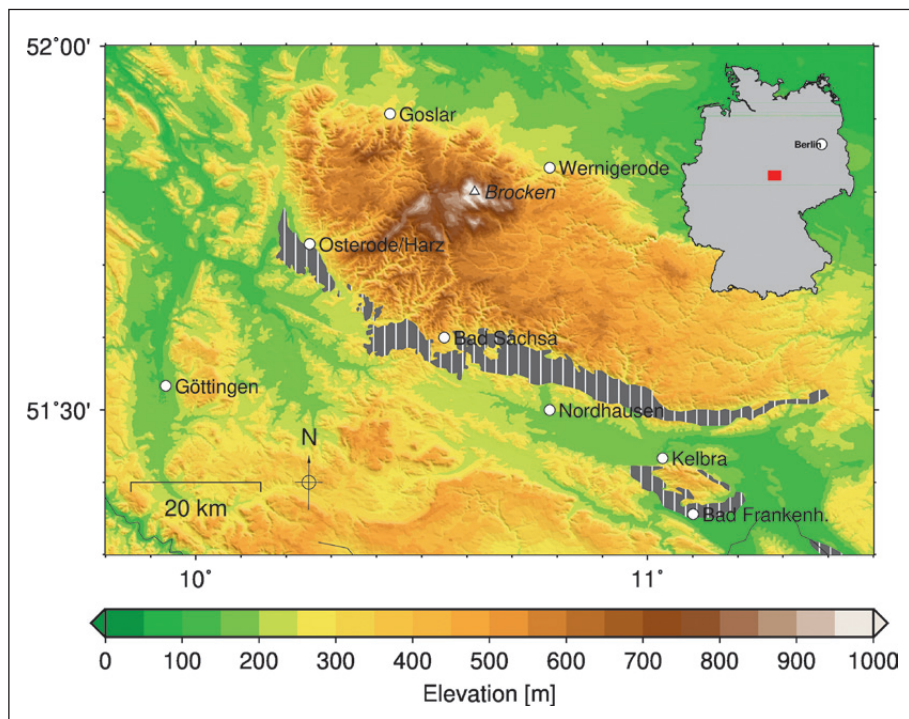 52°00'
Goslar
Berlin
Wernigerode
Brocken
Osterode/Harz
Bad Sachsa
Göttingen
51°30'
Nordhausen
N
Kelbra
20 km
Bad Frankenh.
10°
11°
0 100 200 300 400 500 600 700 800 900 1000
Elevation [m]